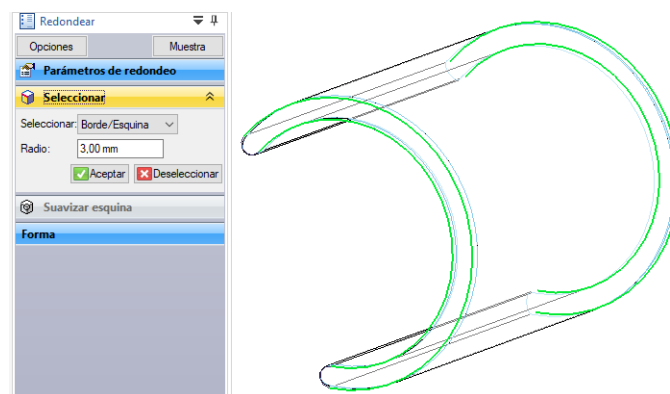 Redondear
Opciones Muestra
Parámetros de redondeo
Seleccionar
Seleccionar: Borde/Esquina
Radio: 3,00 mm
Aceptar Deseleccionar
Suavizar esquina
Forma